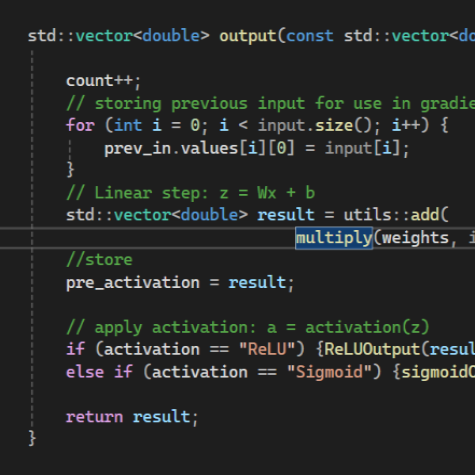 std::vector<double> output(const std::vector<do
count++;
// storing previous input for use in gradie
for (int i = 0; i < input.size(); i++) {
prev_in.values[i][0] = input[i];
}
// Linear step: z = Wx + b
std::vector<double> result = utils::add(
multiply(weights, i
//store
pre_activation = result;
// apply activation: a = activation(z)
if (activation == "ReLU") {ReLUOutput(resul
else if (activation == "Sigmoid") {sigmoidO
return result;
}